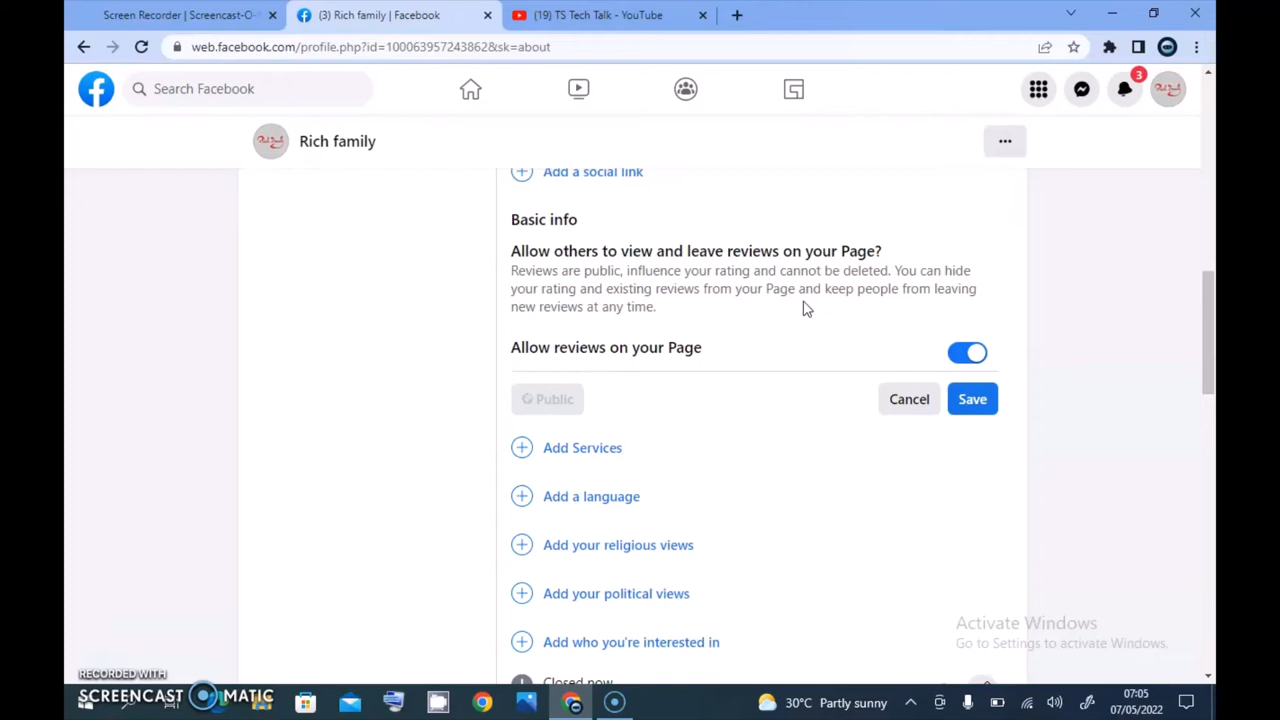 Screen Recorder | Screencast-O-
(3) Rich family | Facebook
(19) TS Tech Talk - YouTube
web.facebook.com/profile.php?id=100063957243862&sk=about
Search Facebook
3
Rich family
Add a social link
Basic info
Allow others to view and leave reviews on your Page?
Reviews are public, influence your rating and cannot be deleted. You can hide
your rating and existing reviews from your Page and keep people from leaving
new reviews at any time.
Allow reviews on your Page
Public
Cancel
Save
Add Services
Add a language
Add your religious views
Add your political views
Add who you're interested in
Closed now
Activate Windows
Go to Settings to activate Windows.
RECORDED WITH
SCREENCAST MATIC
30°C Partly sunny
07:05
07/05/2022